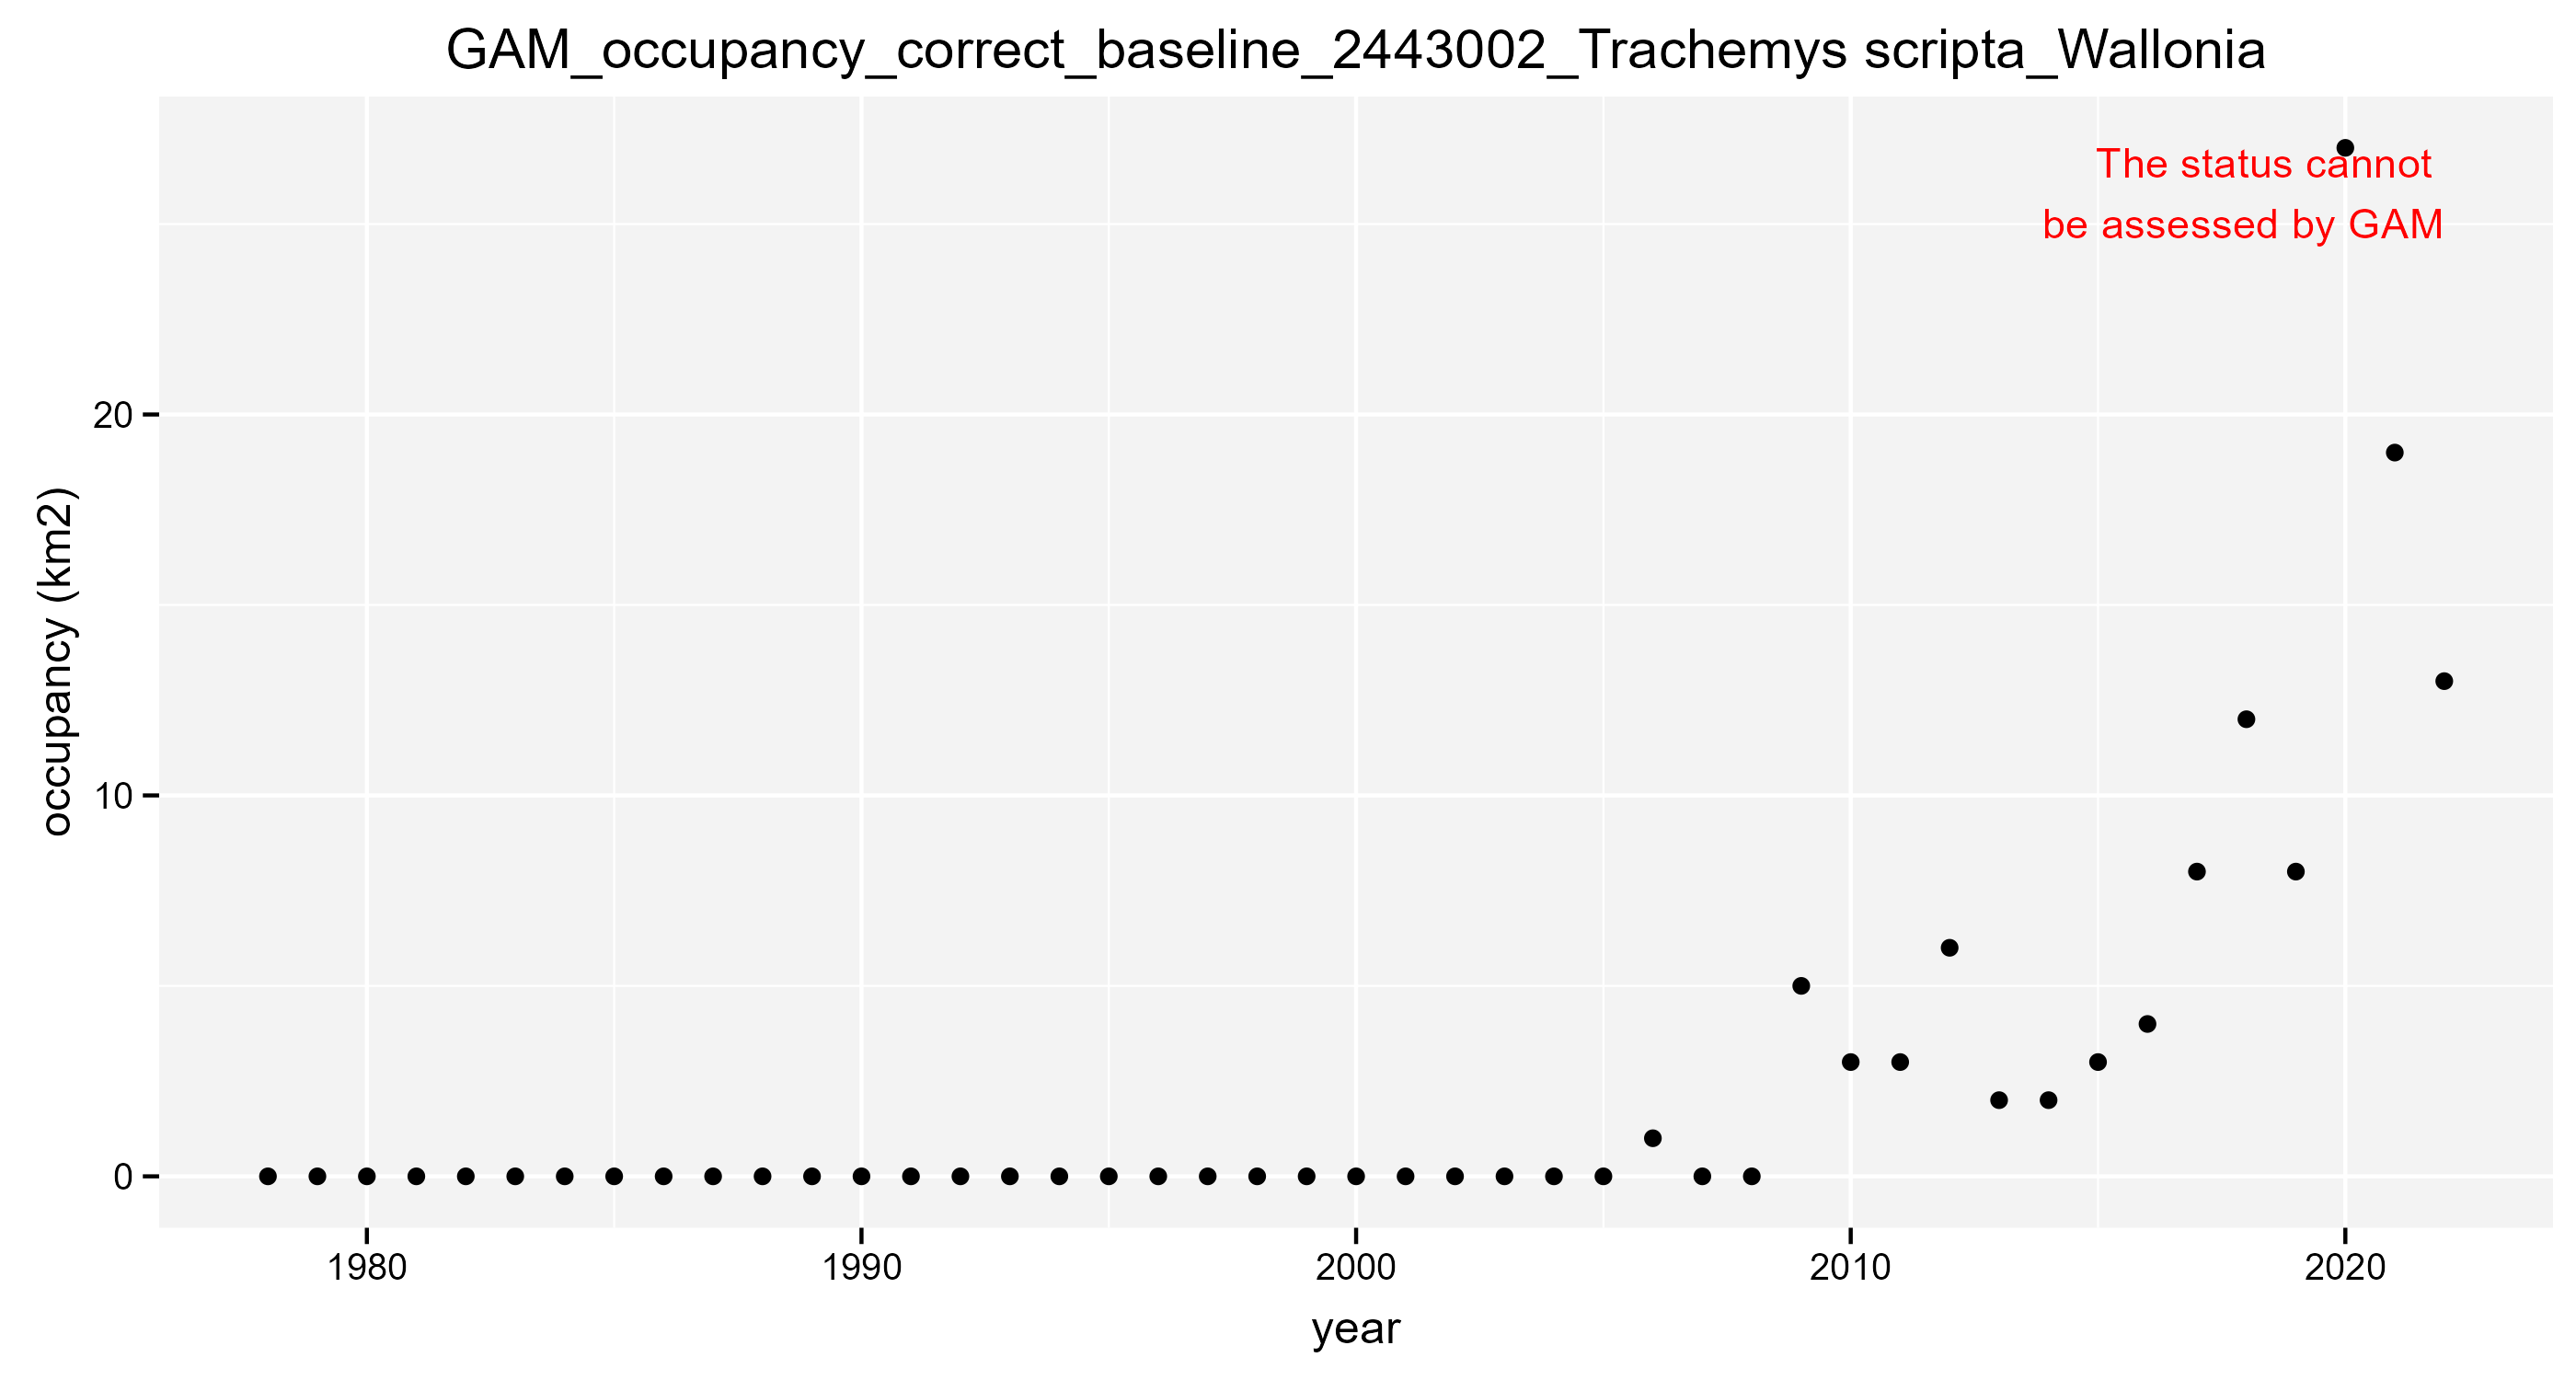 GAM_occupancy_correct_baseline_2443002_Trachemys scripta_Wallonia
The status cannot
be assessed by GAM
occupancy (km2)
20
10
0
1980
1990
2000
2010
2020
year